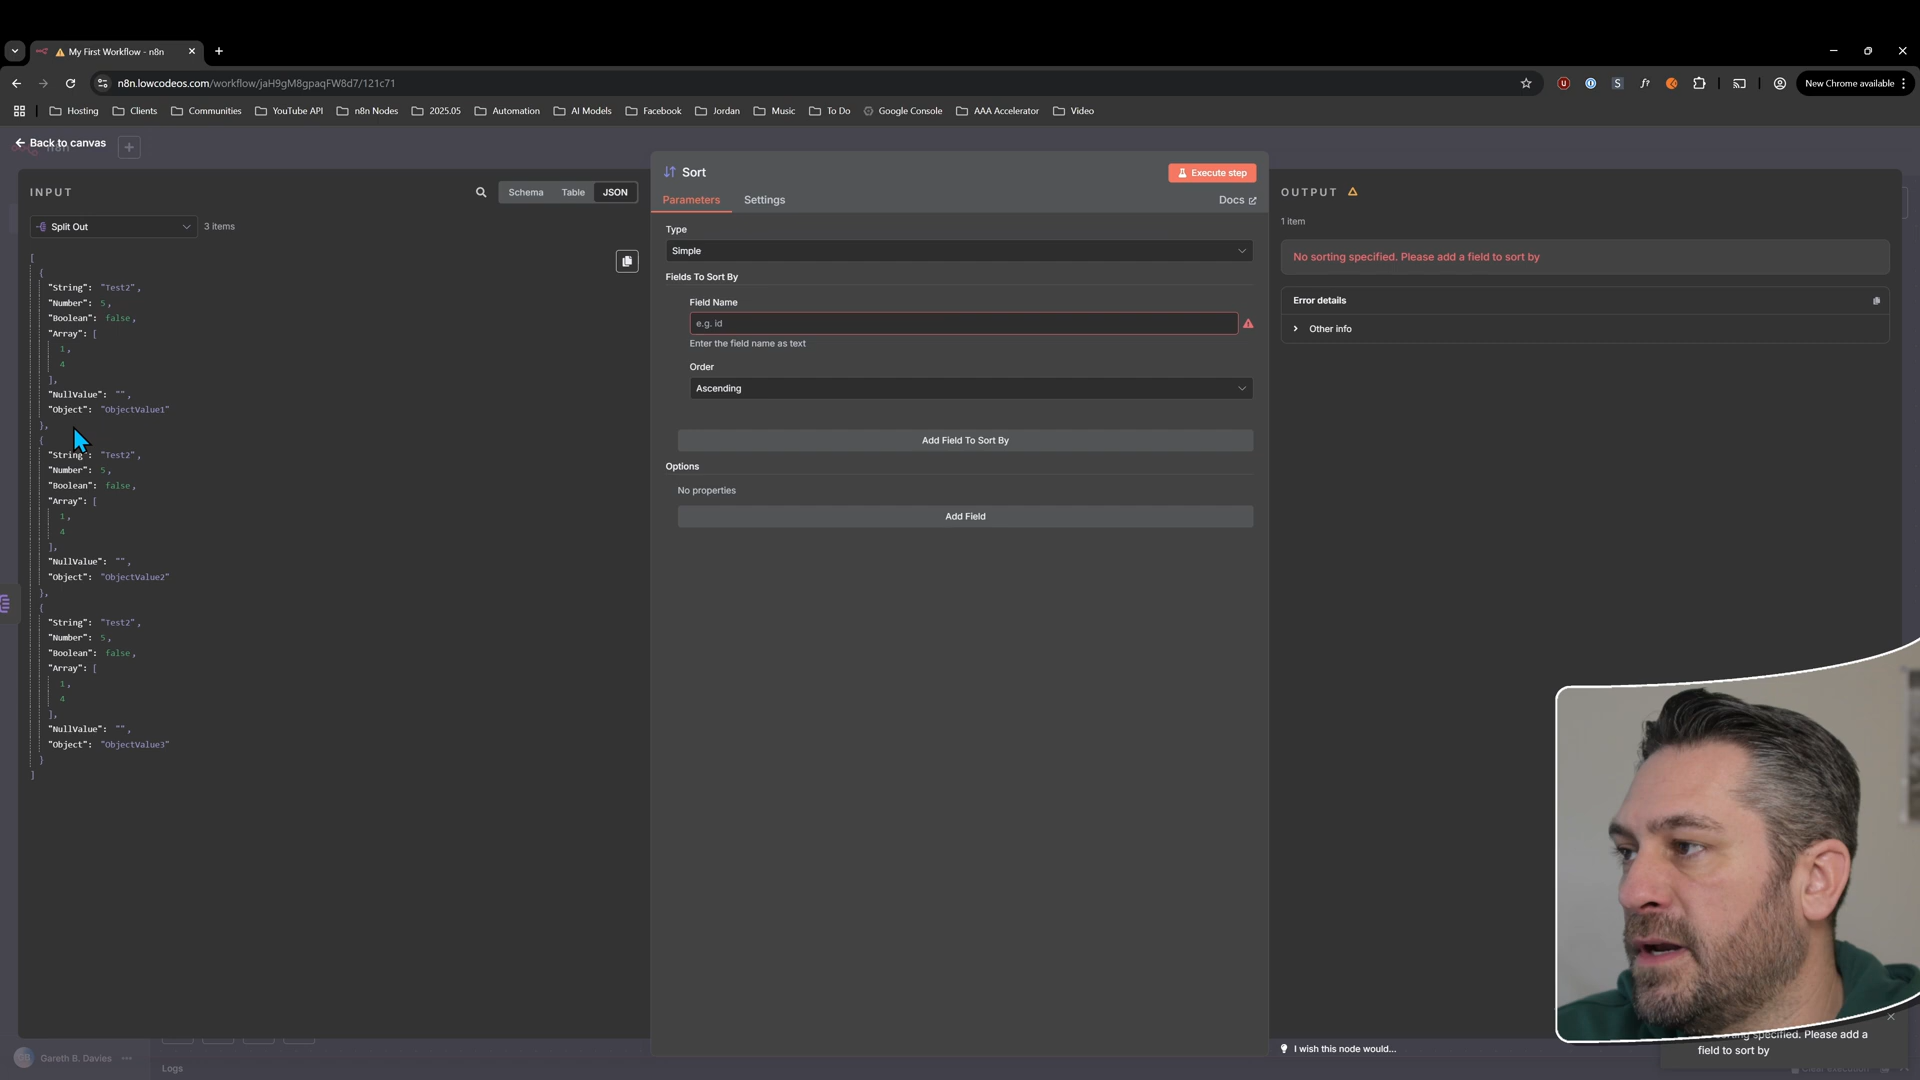 My First Workflow - n8n
n8n.lowcodeos.com/workflow/jaH9gM8gpaqFW8d7/121c71
New Chrome available
Hosting
Clients
Communities
YouTube API
n8n Nodes
2025.05
Automation
AI Models
Facebook
Jordan
Music
To Do
Google Console
AAA Accelerator
Video
Back to canvas
INPUT
Schema
Table
JSON
Split Out
3 items
[
{
"String": "Test2",
"Number": 5,
"Boolean": false,
"Array": [
1,
4
],
"NullValue": "",
"Object": "ObjectValue1"
},
{
"String": "Test2",
"Number": 5,
"Boolean": false,
"Array": [
1,
4
],
"NullValue": "",
"Object": "ObjectValue2"
},
{
"String": "Test2",
"Number": 5,
"Boolean": false,
"Array": [
1,
4
],
"NullValue": "",
"Object": "ObjectValue3"
}
]
Sort
Execute step
Parameters
Settings
Docs
Type
Simple
Fields To Sort By
Field Name
e.g. id
Enter the field name as text
Order
Ascending
Add Field To Sort By
Options
No properties
Add Field
OUTPUT
1 item
No sorting specified. Please add a field to sort by
Error details
Other info
I wish this node would...
specified. Please add a
field to sort by
Gareth B. Davies
Logs
Clear execution